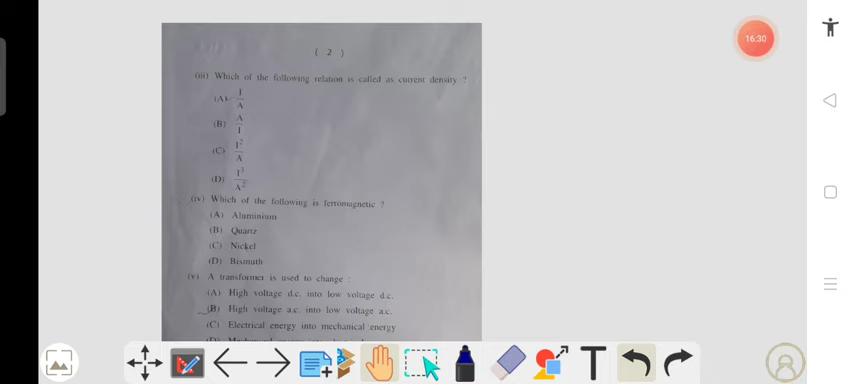 16:30
( 2 )
(iii) Which of the following relation is called as current density ?
(A) I/A
(B) A/I
(C) I²/A
(D) I³/A²
(iv) Which of the following is ferromagnetic ?
(A) Aluminium
(B) Quartz
(C) Nickel
(D) Bismuth
(v) A transformer is used to change :
(A) High voltage d.c. into low voltage d.c.
(B) High voltage a.c. into low voltage a.c.
(C) Electrical energy into mechanical energy